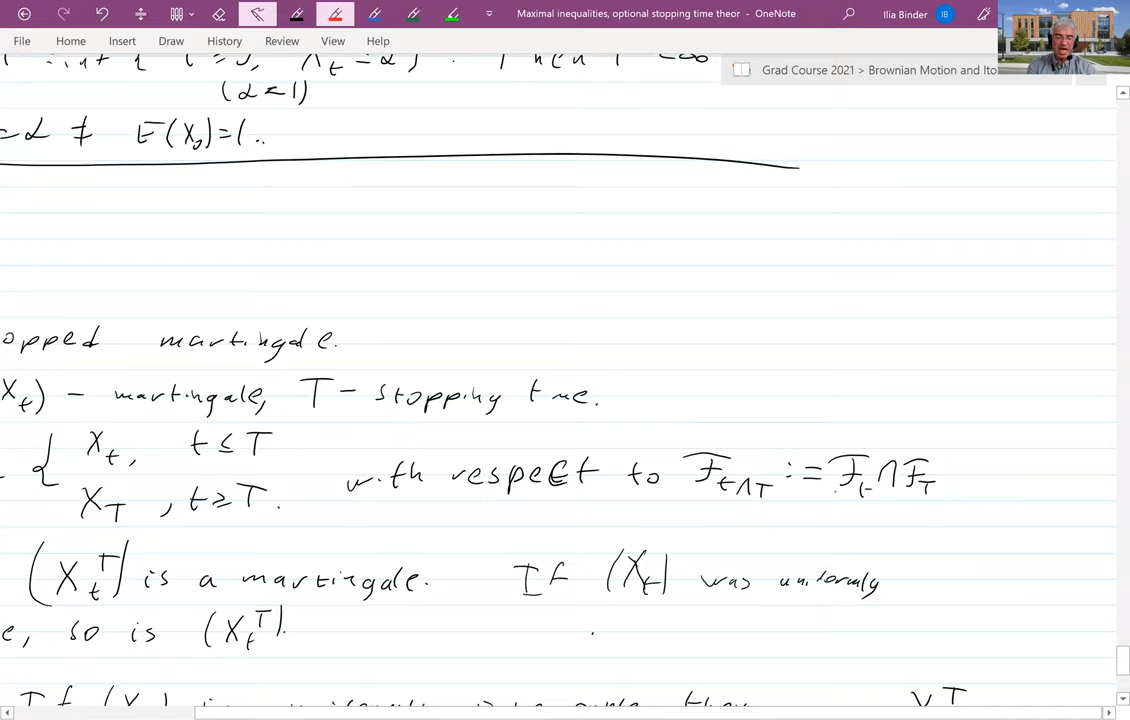 Maximal inequalities, optional stopping time theor - OneNote
Ilia Binder IB
File Home Insert Draw History Review View Help
Grad Course 2021 > Brownian Motion and Ito
(α<1)
=α ≠ E(X₀)=1..
opped martingale.
X_t) - martingale, T - stopping time.
{ X_t, t ≤ T
X_T, t ≥ T. with respect to F_{t∧T} := F_t ∩ F_T
(X_t^T) is a martingale. If (X_t) was uniformly
e, so is (X_t^T).